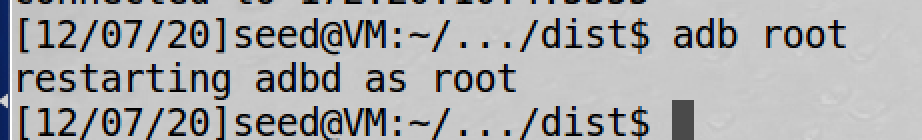 [12/07/20]seed@VM:~/.../dist$ adb root
restarting adbd as root
[12/07/20]seed@VM:~/.../dist$